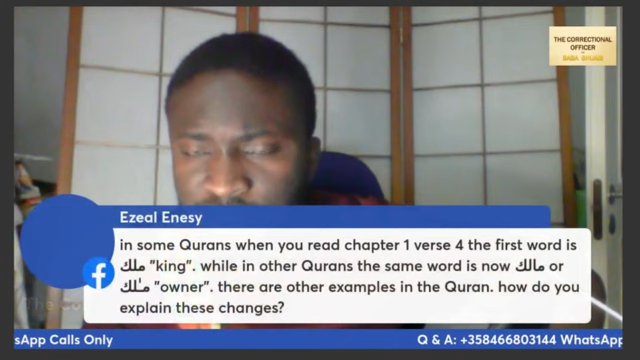 THE CORRECTIONAL
OFFICER
Ezeal Enesy
in some Qurans when you read chapter 1 verse 4 the first word is
ملك "king". while in other Qurans the same word is now مالك or
مـٰلك "owner". there are other examples in the Quran. how do you
explain these changes?
sApp Calls Only
Q & A: +358466803144 WhatsApp